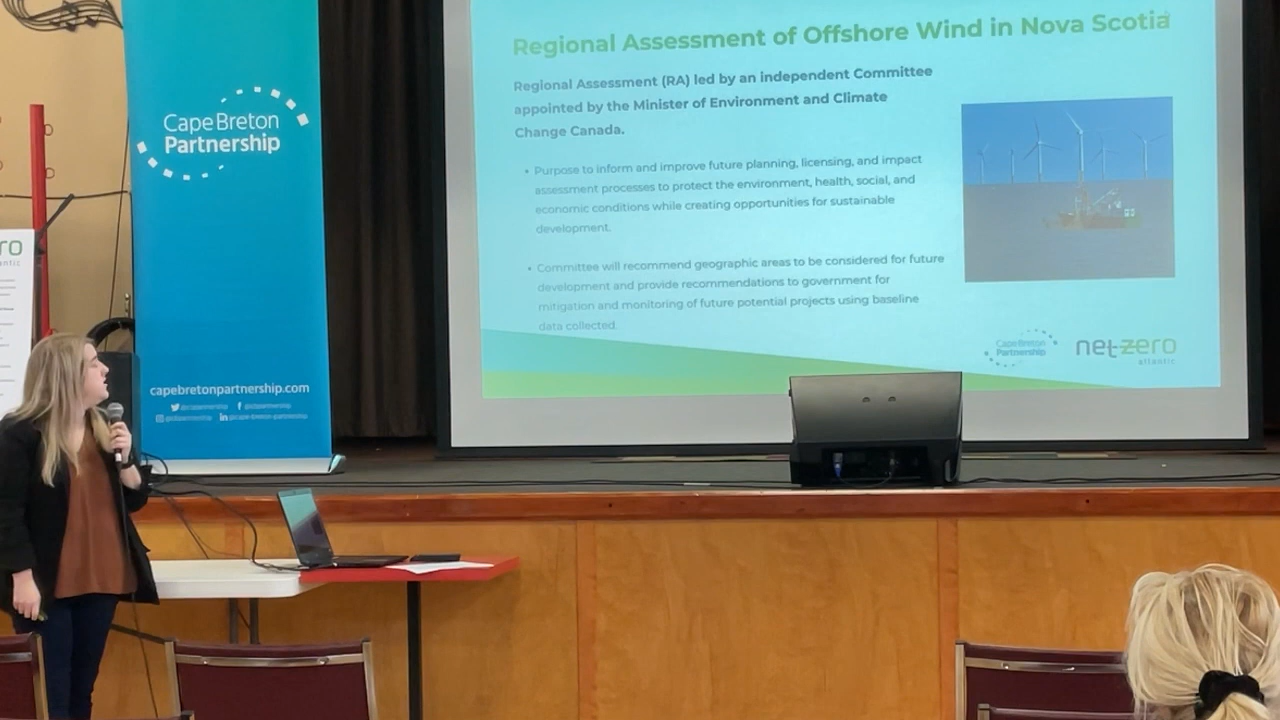 Regional Assessment of Offshore Wind in Nova Scotia
Regional Assessment (RA) led by an independent Committee
appointed by the Minister of Environment and Climate
Change Canada.
• Purpose to inform and improve future planning, licensing, and impact
assessment processes to protect the environment, health, social, and
economic conditions while creating opportunities for sustainable
development.
• Committee will recommend geographic areas to be considered for future
development and provide recommendations to government for
mitigation and monitoring of future potential projects using baseline
data collected.
Cape Breton
Partnership
net-zero
atlantic
Cape Breton
Partnership
capebretonpartnership.com
in @cape-breton-partnership